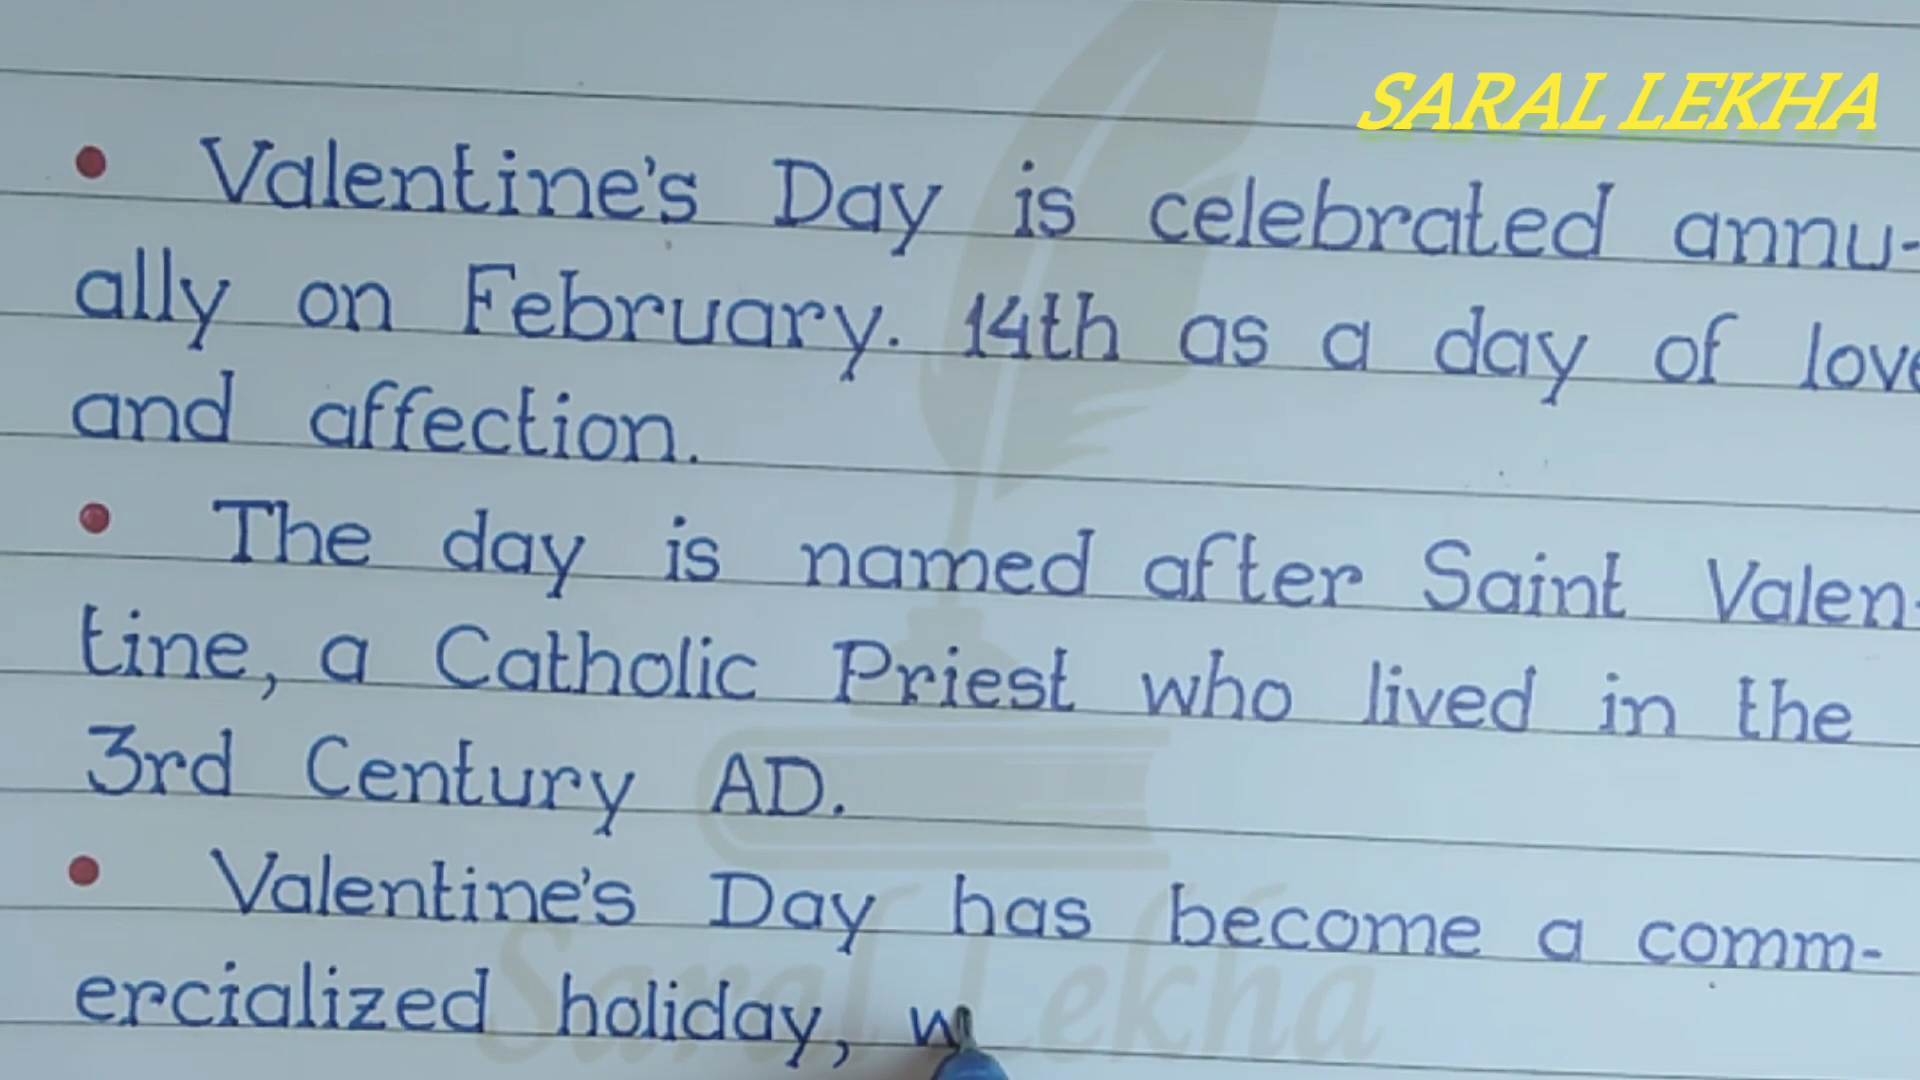 SARAL LEKHA
• Valentine's Day is celebrated annu-
ally on February. 14th as a day of love
and affection.
• The day is named after Saint Valen-
tine, a Catholic Priest who lived in the
3rd Century AD.
• Valentine's Day has become a comm-
ercialized holiday, w
Saral Lekha